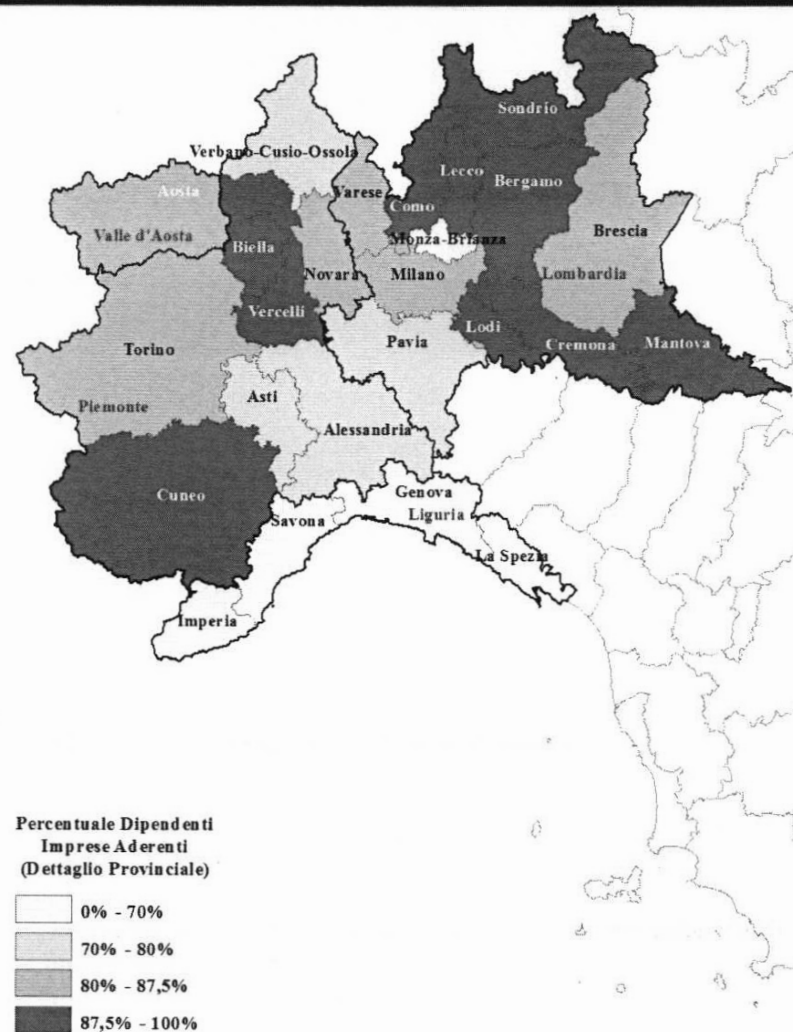 Sondrio
Verbano-Cusio-Ossola
Lecco
Bergamo
Aosta
Varese
Como
Valle d'Aosta
Brescia
Monza-Brianza
Biella
Novara
Milano
Lombardia
Vercelli
Lodi
Pavia
Cremona
Mantova
Torino
Asti
Piemonte
Alessandria
Cuneo
Genova
Savona
Liguria
La Spezia
Imperia
Percentuale Dipendenti
Imprese Aderenti
(Dettaglio Provinciale)
0% - 70%
70% - 80%
80% - 87,5%
87,5% - 100%